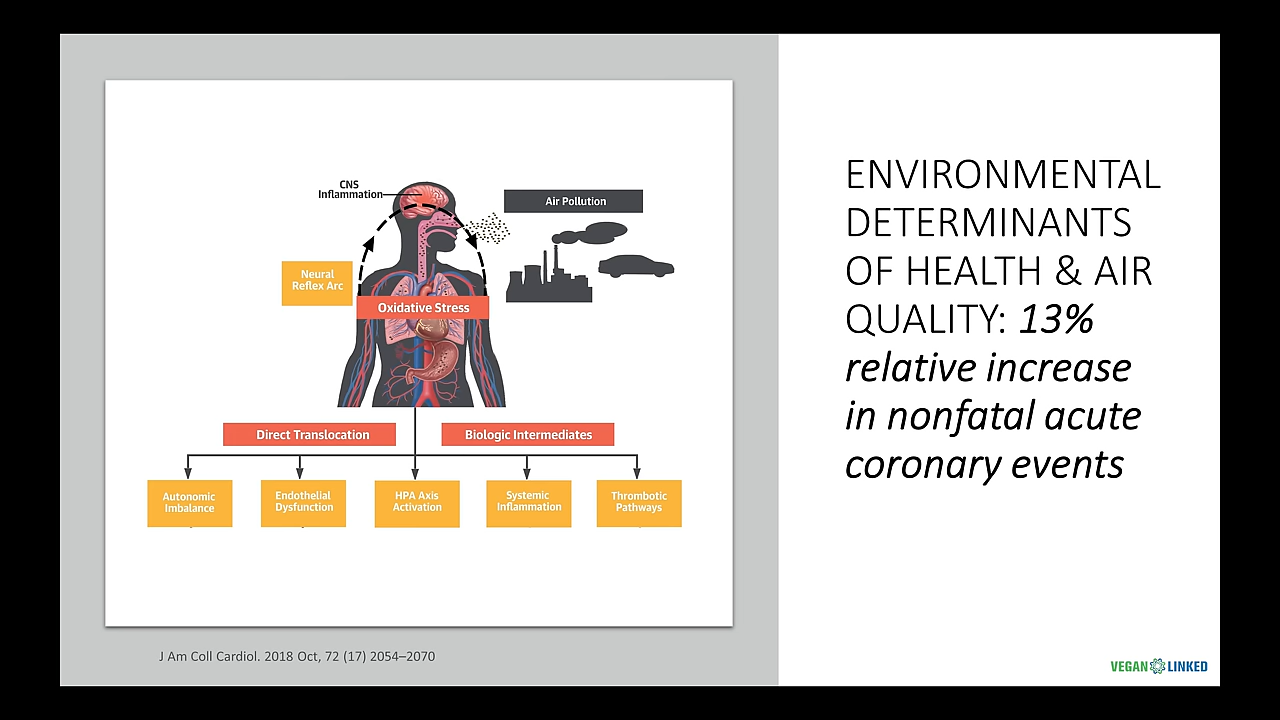 CNS
Inflammation
Air Pollution
Neural
Reflex Arc
Oxidative Stress
Direct Translocation
Biologic Intermediates
Autonomic
Imbalance
Endothelial
Dysfunction
HPA Axis
Activation
Systemic
Inflammation
Thrombotic
Pathways
J Am Coll Cardiol. 2018 Oct, 72 (17) 2054–2070
ENVIRONMENTAL
DETERMINANTS
OF HEALTH & AIR
QUALITY: 13%
relative increase
in nonfatal acute
coronary events
VEGAN LINKED